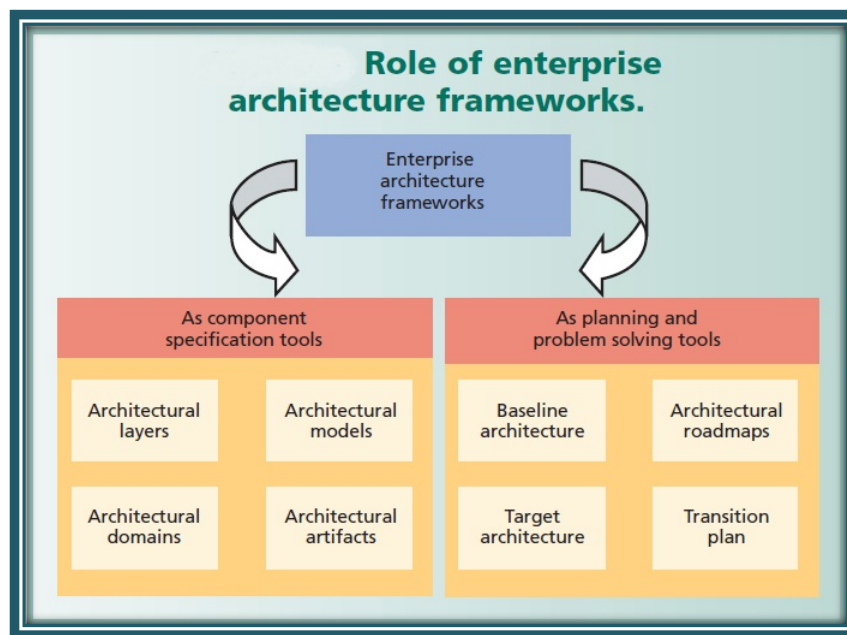 Role of enterprise
architecture frameworks.
Enterprise
architecture
frameworks
As component
specification tools
Architectural
layers
Architectural
models
Architectural
domains
Architectural
artifacts
As planning and
problem solving tools
Baseline
architecture
Architectural
roadmaps
Target
architecture
Transition
plan